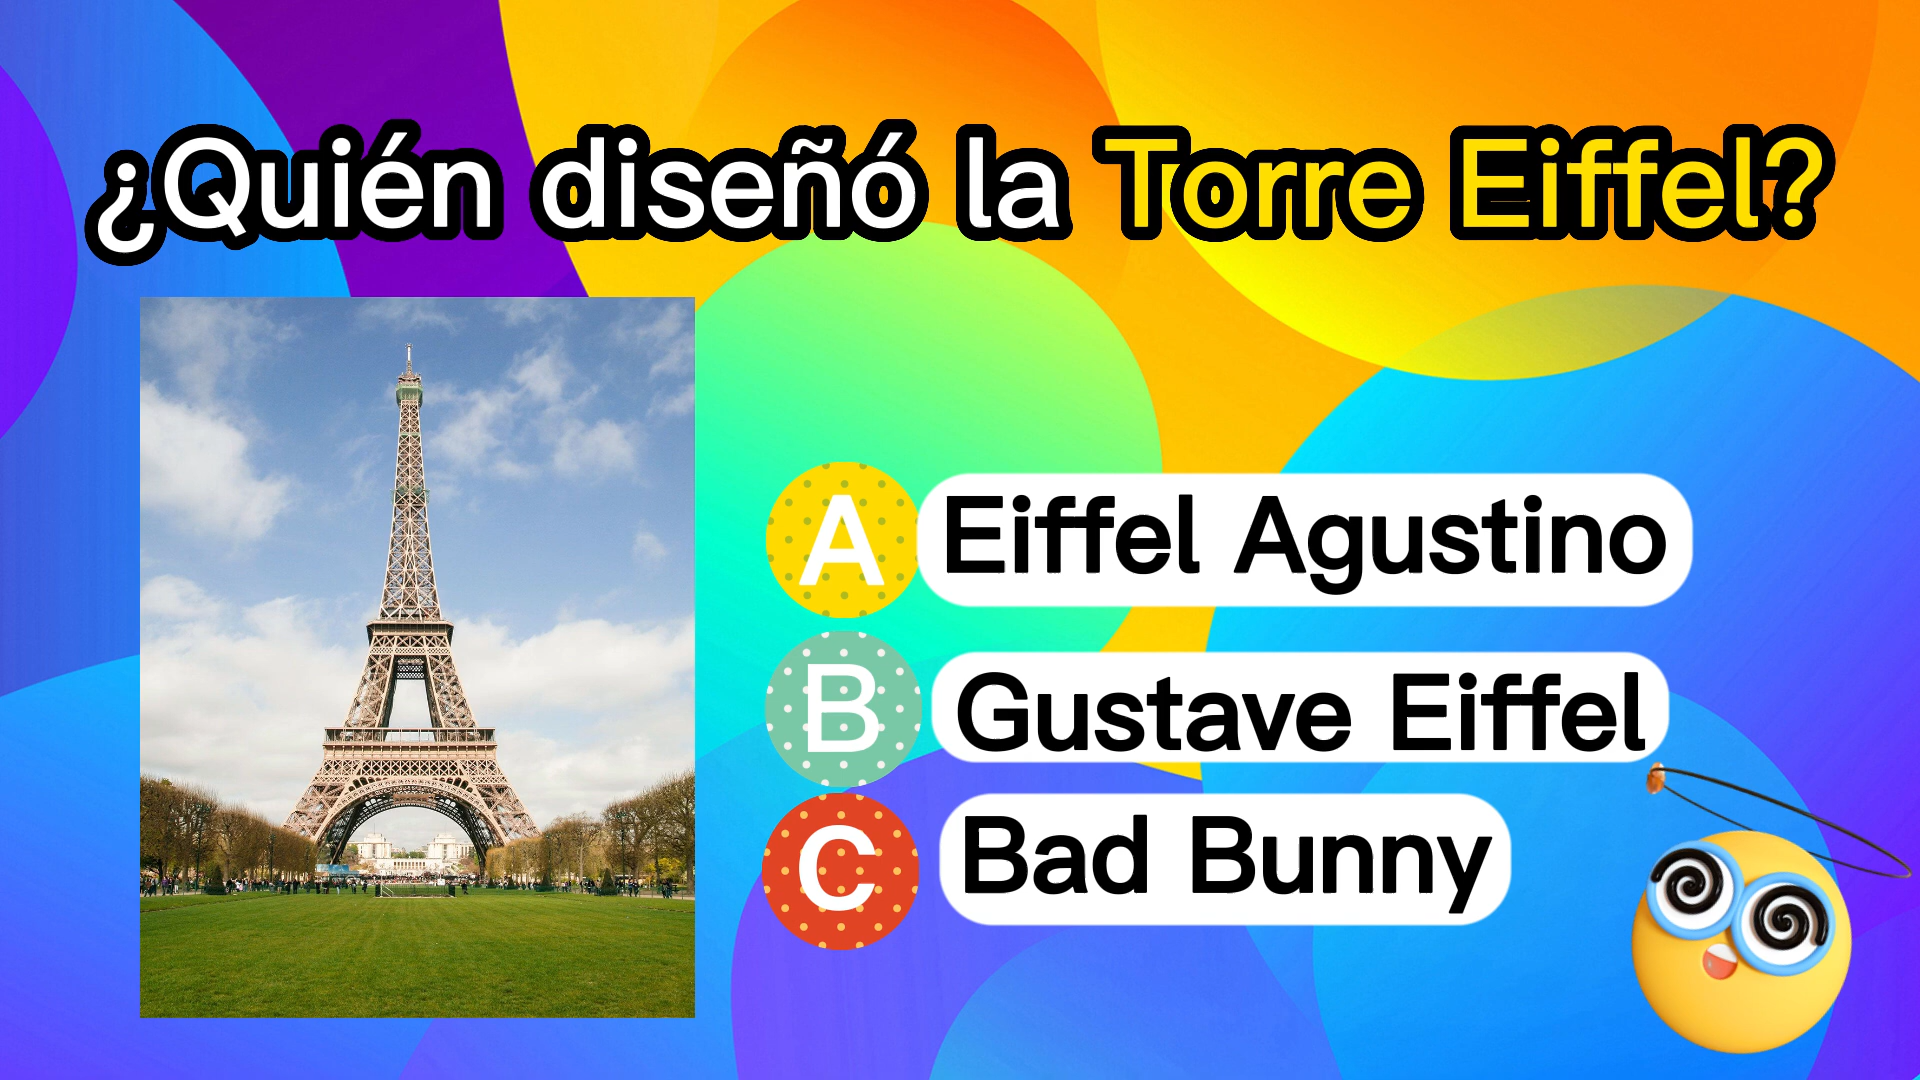 ¿Quién diseñó la Torre Eiffel?
A Eiffel Agustino
B Gustave Eiffel
C Bad Bunny